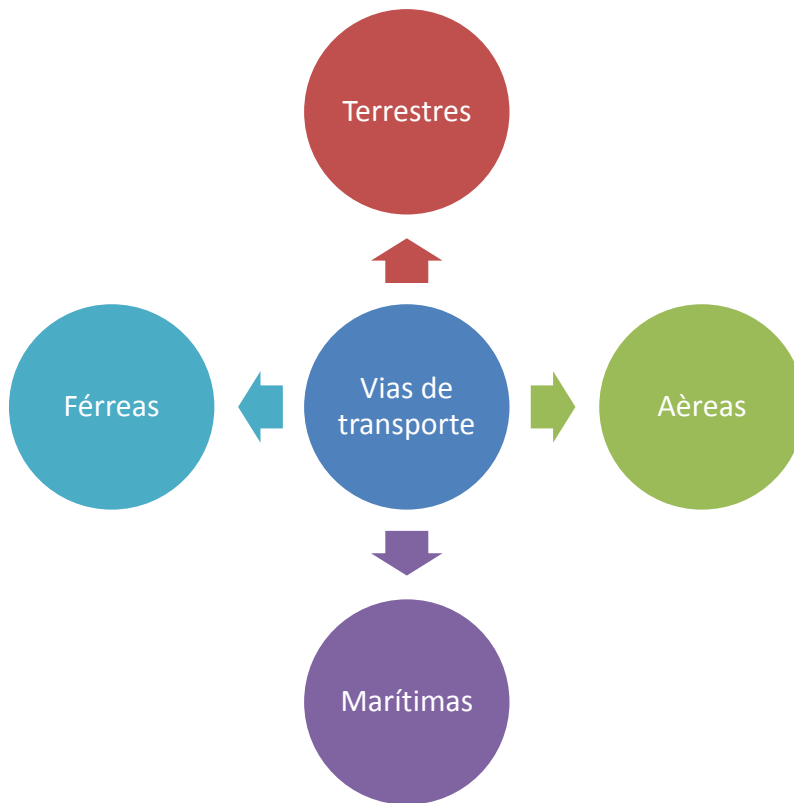 Terrestres
Férreas
Vias de
transporte
Aèreas
Marítimas